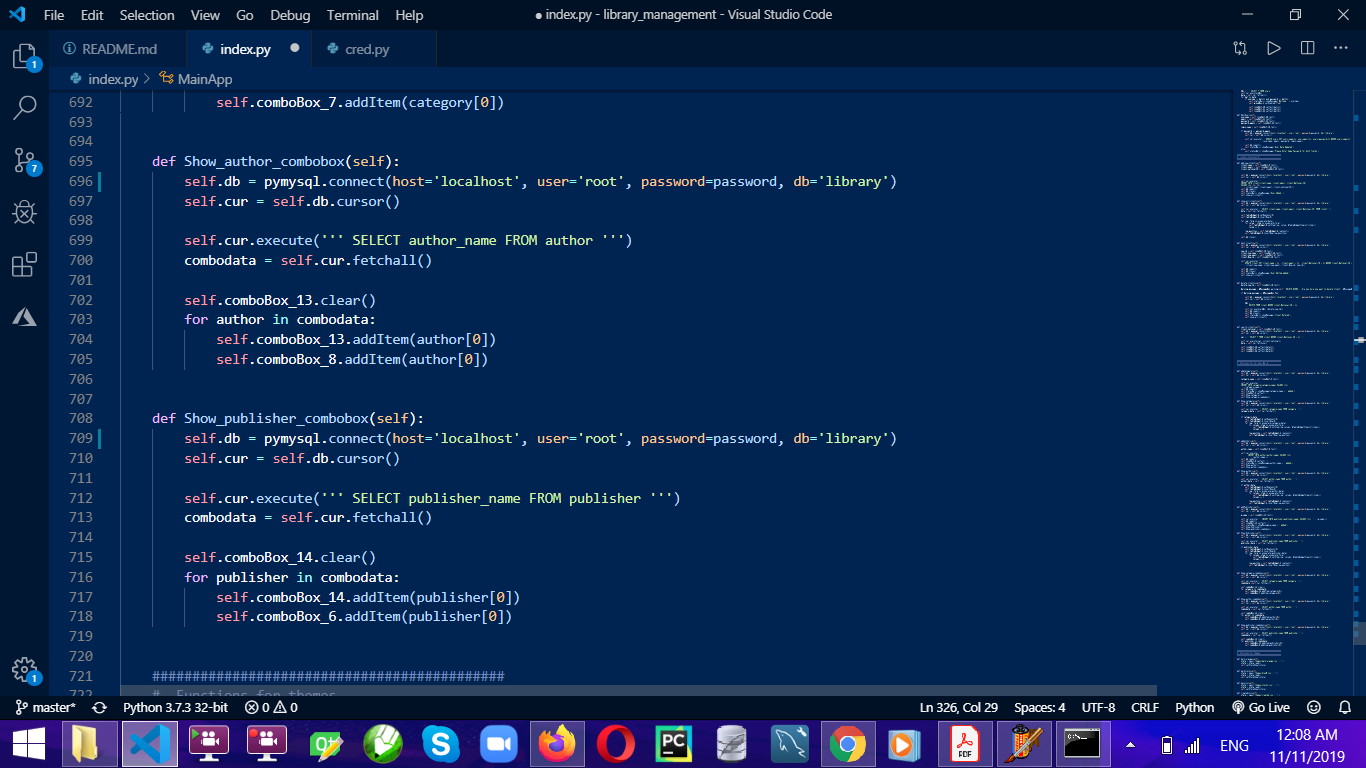 File Edit Selection View Go Debug Terminal Help
● index.py - library_management - Visual Studio Code
README.md index.py cred.py
index.py > MainApp
692 self.comboBox_7.addItem(category[0])
693
694
695 def Show_author_combobox(self):
696 self.db = pymysql.connect(host='localhost', user='root', password=password, db='library')
697 self.cur = self.db.cursor()
698
699 self.cur.execute(''' SELECT author_name FROM author ''')
700 combodata = self.cur.fetchall()
701
702 self.comboBox_13.clear()
703 for author in combodata:
704 self.comboBox_13.addItem(author[0])
705 self.comboBox_8.addItem(author[0])
706
707
708 def Show_publisher_combobox(self):
709 self.db = pymysql.connect(host='localhost', user='root', password=password, db='library')
710 self.cur = self.db.cursor()
711
712 self.cur.execute(''' SELECT publisher_name FROM publisher ''')
713 combodata = self.cur.fetchall()
714
715 self.comboBox_14.clear()
716 for publisher in combodata:
717 self.comboBox_14.addItem(publisher[0])
718 self.comboBox_6.addItem(publisher[0])
719
720
721 ############################################
722 # Functions for themes
1
7
1
master* Python 3.7.3 32-bit 0 0 Ln 326, Col 29 Spaces: 4 UTF-8 CRLF Python Go Live
Qt
S
PC
PDF
ENG
12:08 AM
11/11/2019